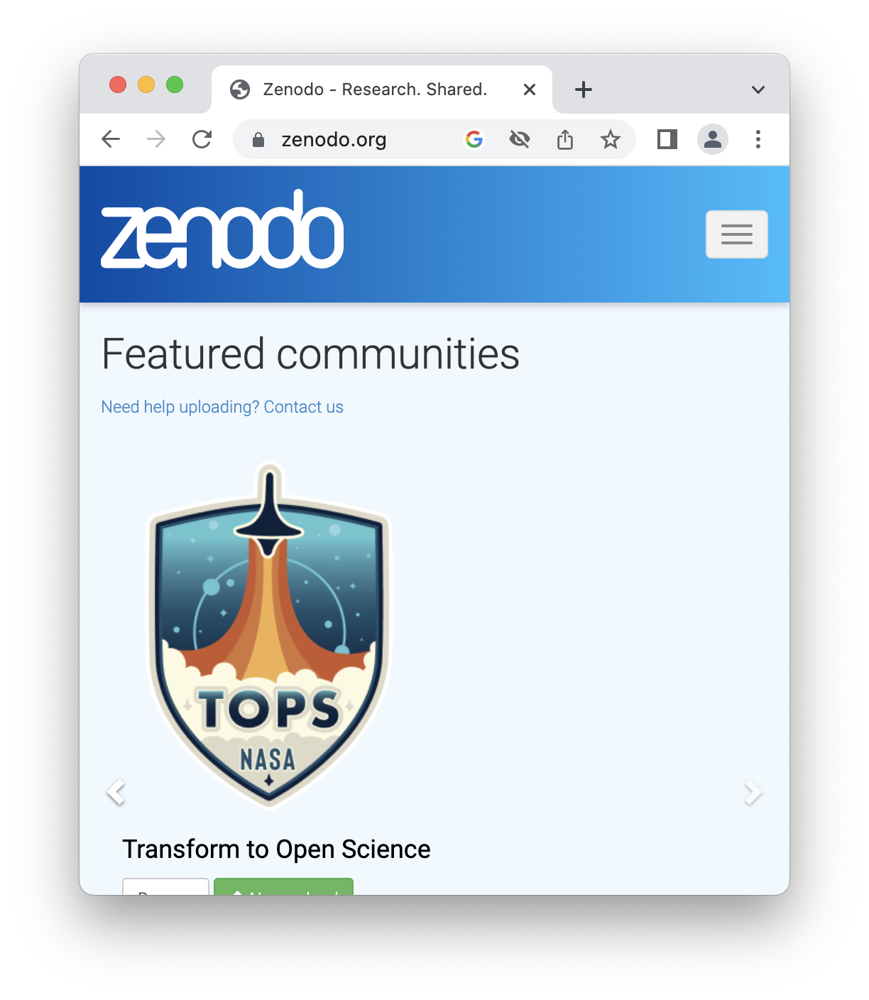 Zenodo - Research. Shared.
zenodo.org
zenodo
Featured communities
Need help uploading? Contact us
TOPS
NASA
Transform to Open Science